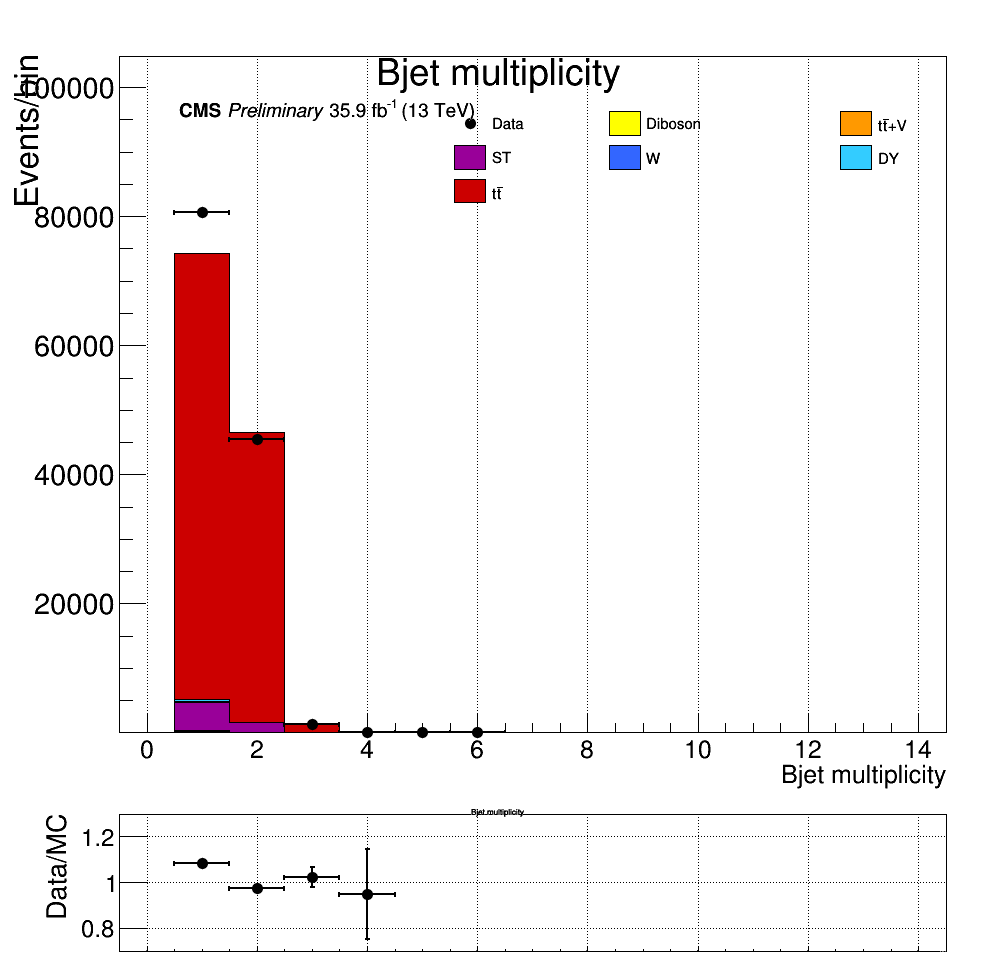 Bjet multiplicity
Events/bin
CMS Preliminary 35.9 fb-1 (13 TeV)
Data
Diboson
tt̄+V
ST
W
DY
tt̄
100000
80000
60000
40000
20000
0 2 4 6 8 10 12 14
Bjet multiplicity
Bjet multiplicity
Data/MC
1.2
1
0.8